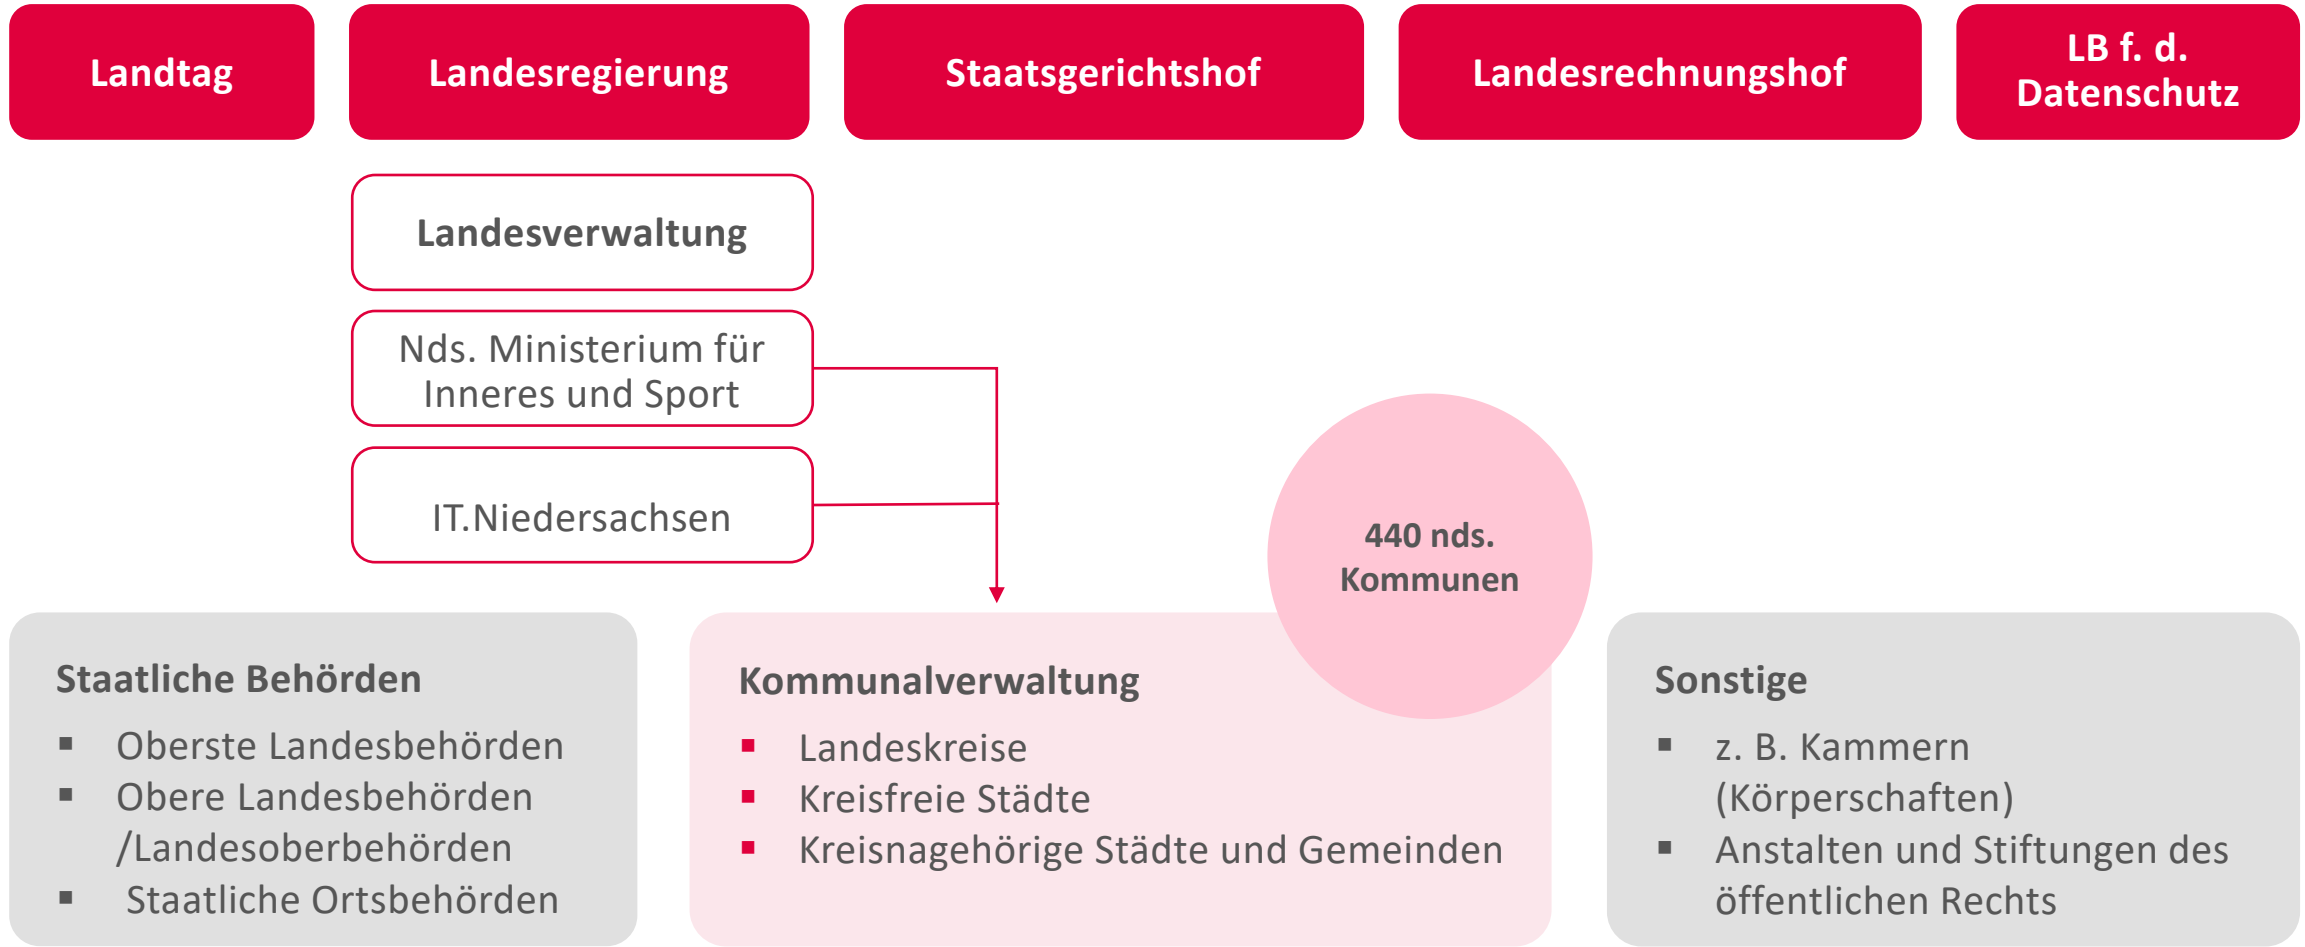 Landtag
Landesregierung
Staatsgerichtshof
Landesrechnungshof
LB f. d.
Datenschutz
Landesverwaltung
Nds. Ministerium für
Inneres und Sport
IT.Niedersachsen
440 nds.
Kommunen
Staatliche Behörden
▪ Oberste Landesbehörden
▪ Obere Landesbehörden
/Landesoberbehörden
▪ Staatliche Ortsbehörden
Kommunalverwaltung
▪ Landeskreise
▪ Kreisfreie Städte
▪ Kreisnagehörige Städte und Gemeinden
Sonstige
▪ z. B. Kammern
(Körperschaften)
▪ Anstalten und Stiftungen des
öffentlichen Rechts